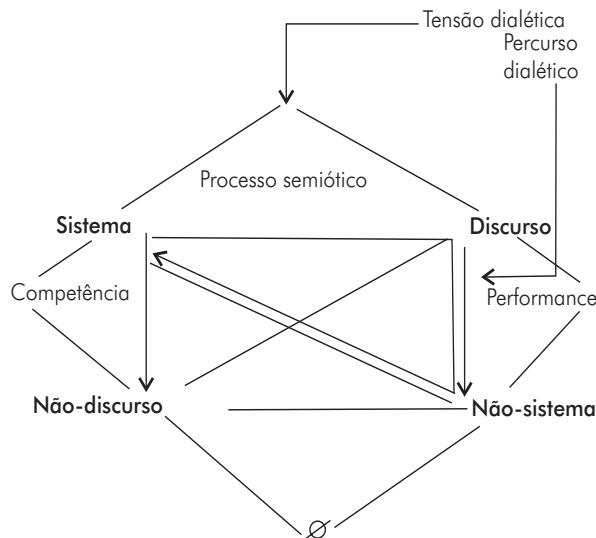 Tensão dialética
Percurso
dialético
Processo semiótico
Sistema
Discurso
Competência
Performance
Não-discurso
Não-sistema
∅